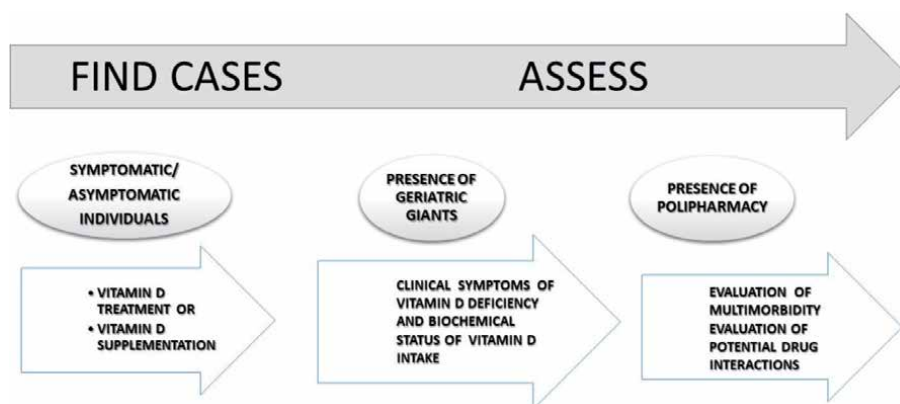 FIND CASES
ASSESS
SYMPTOMATIC/
ASYMPTOMATIC
INDIVIDUALS
PRESENCE OF
GERIATRIC
GIANTS
PRESENCE OF
POLIPHARMACY
• VITAMIN D
TREATMENT OR
• VITAMIN D
SUPPLEMENTATION
CLINICAL SYMPTOMS OF
VITAMIN D DEFICIENCY
AND BIOCHEMICAL
STATUS OF VITAMIN D
INTAKE
EVALUATION OF
MULTIMORBIDITY
EVALUATION OF
POTENTIAL DRUG
INTERACTIONS